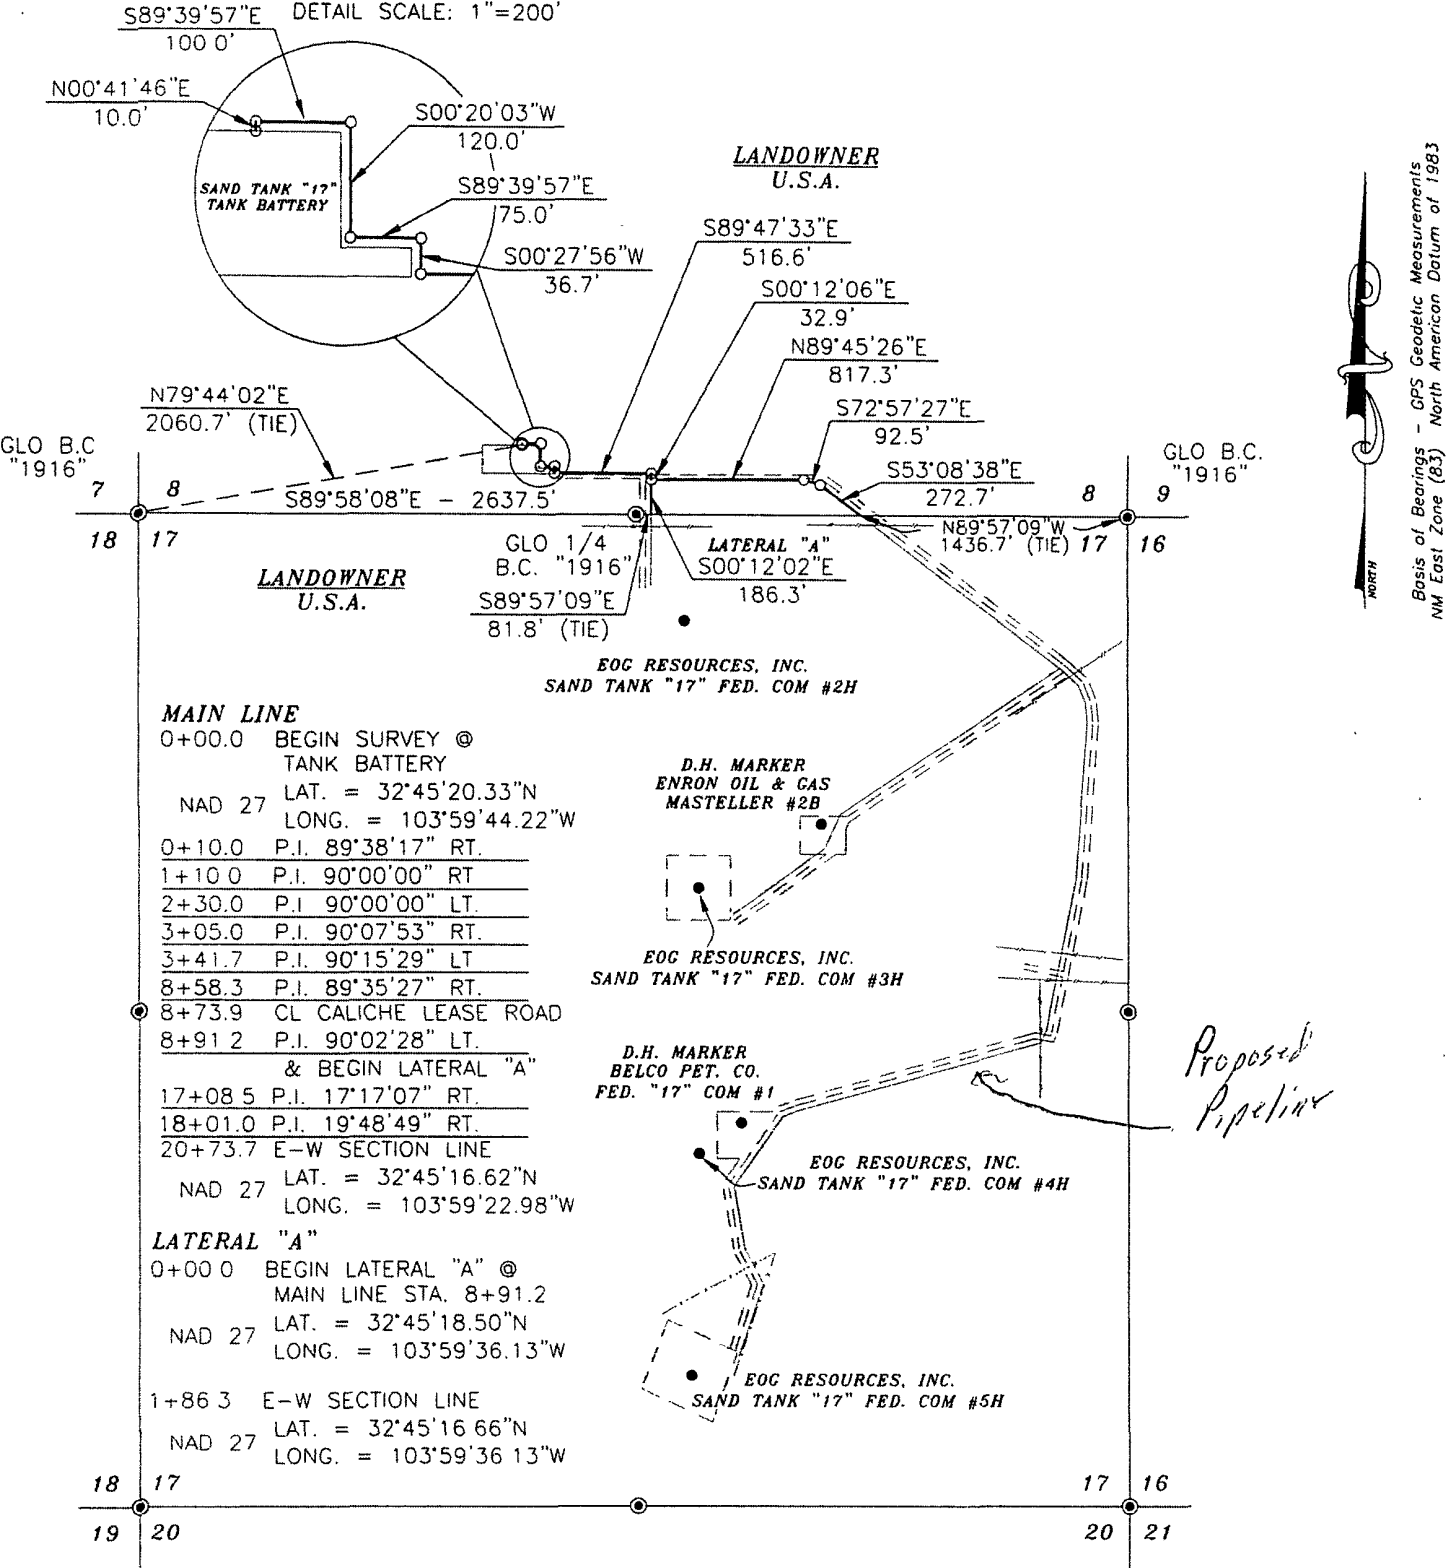 S89°39'57"E
100 0'
DETAIL SCALE: 1"=200'
N00°41'46"E
10.0'
S00°20'03"W
120.0'
SAND TANK "17"
TANK BATTERY
S89°39'57"E
75.0'
S00°27'56"W
36.7'
LANDOWNER
U.S.A.
S89°47'33"E
516.6'
S00°12'06"E
32.9'
N89°45'26"E
817.3'
S72°57'27"E
92.5'
S53°08'38"E
272.7'
N79°44'02"E
2060.7' (TIE)
GLO B.C
"1916"
7 8
18 17
S89°58'08"E - 2637.5'
GLO B.C.
"1916"
8 9
17 16
N89°57'09"W
1436.7' (TIE)
GLO 1/4
B.C. "1916"
LATERAL "A"
S00°12'02"E
186.3'
S89°57'09"E
81.8' (TIE)
LANDOWNER
U.S.A.
NORTH
Basis of Bearings - GPS Geodetic Measurements
NM East Zone (83) North American Datum of 1983
EOG RESOURCES, INC.
SAND TANK "17" FED. COM #2H
MAIN LINE
0+00.0 BEGIN SURVEY @
TANK BATTERY
NAD 27
LAT. = 32°45'20.33"N
LONG. = 103°59'44.22"W
0+10.0 P.I. 89°38'17" RT.
1+10 0 P.I. 90°00'00" RT
2+30.0 P.I 90°00'00" LT.
3+05.0 P.I. 90°07'53" RT.
3+41.7 P.I. 90°15'29" LT
8+58.3 P.I. 89°35'27" RT.
8+73.9 CL CALICHE LEASE ROAD
8+91 2 P.I. 90°02'28" LT.
& BEGIN LATERAL "A"
17+08 5 P.I. 17°17'07" RT.
18+01.0 P.I. 19°48'49" RT.
20+73.7 E-W SECTION LINE
NAD 27
LAT. = 32°45'16.62"N
LONG. = 103°59'22.98"W
LATERAL "A"
0+00 0 BEGIN LATERAL "A" @
MAIN LINE STA. 8+91.2
NAD 27
LAT. = 32°45'18.50"N
LONG. = 103°59'36.13"W
1+86 3 E-W SECTION LINE
NAD 27
LAT. = 32°45'16 66"N
LONG. = 103°59'36 13"W
D.H. MARKER
ENRON OIL & GAS
MASTELLER #2B
EOG RESOURCES, INC.
SAND TANK "17" FED. COM #3H
D.H. MARKER
BELCO PET. CO.
FED. "17" COM #1
Proposed
Pipeline
EOG RESOURCES, INC.
SAND TANK "17" FED. COM #4H
EOG RESOURCES, INC.
SAND TANK "17" FED. COM #5H
18 17
19 20
17 16
20 21